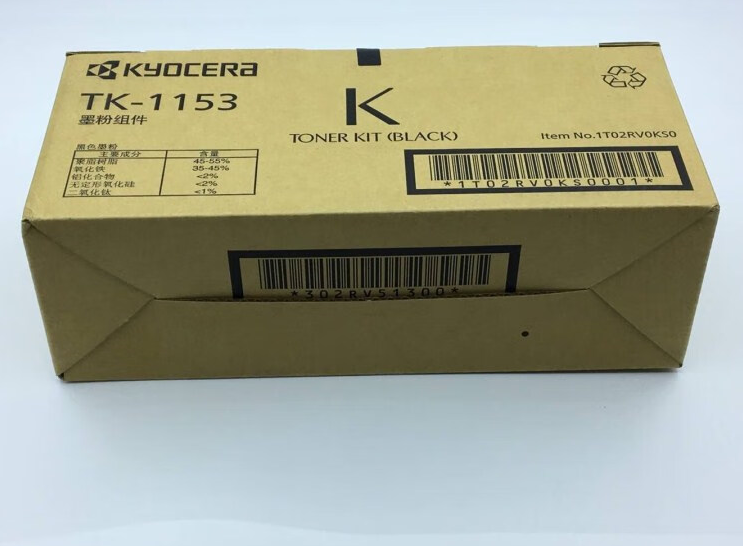 KYOCERA
TK-1153
墨粉组件
K
TONER KIT (BLACK)
Item No.1T02RV0KS0
黑色墨粉
主要成分 含量
聚脂树脂 45-55%
氧化铁 35-45%
铝化合物 <2%
无定形氧化硅 <2%
二氧化钛 <1%
*1T02RV0KS0001*
*302RV51300*